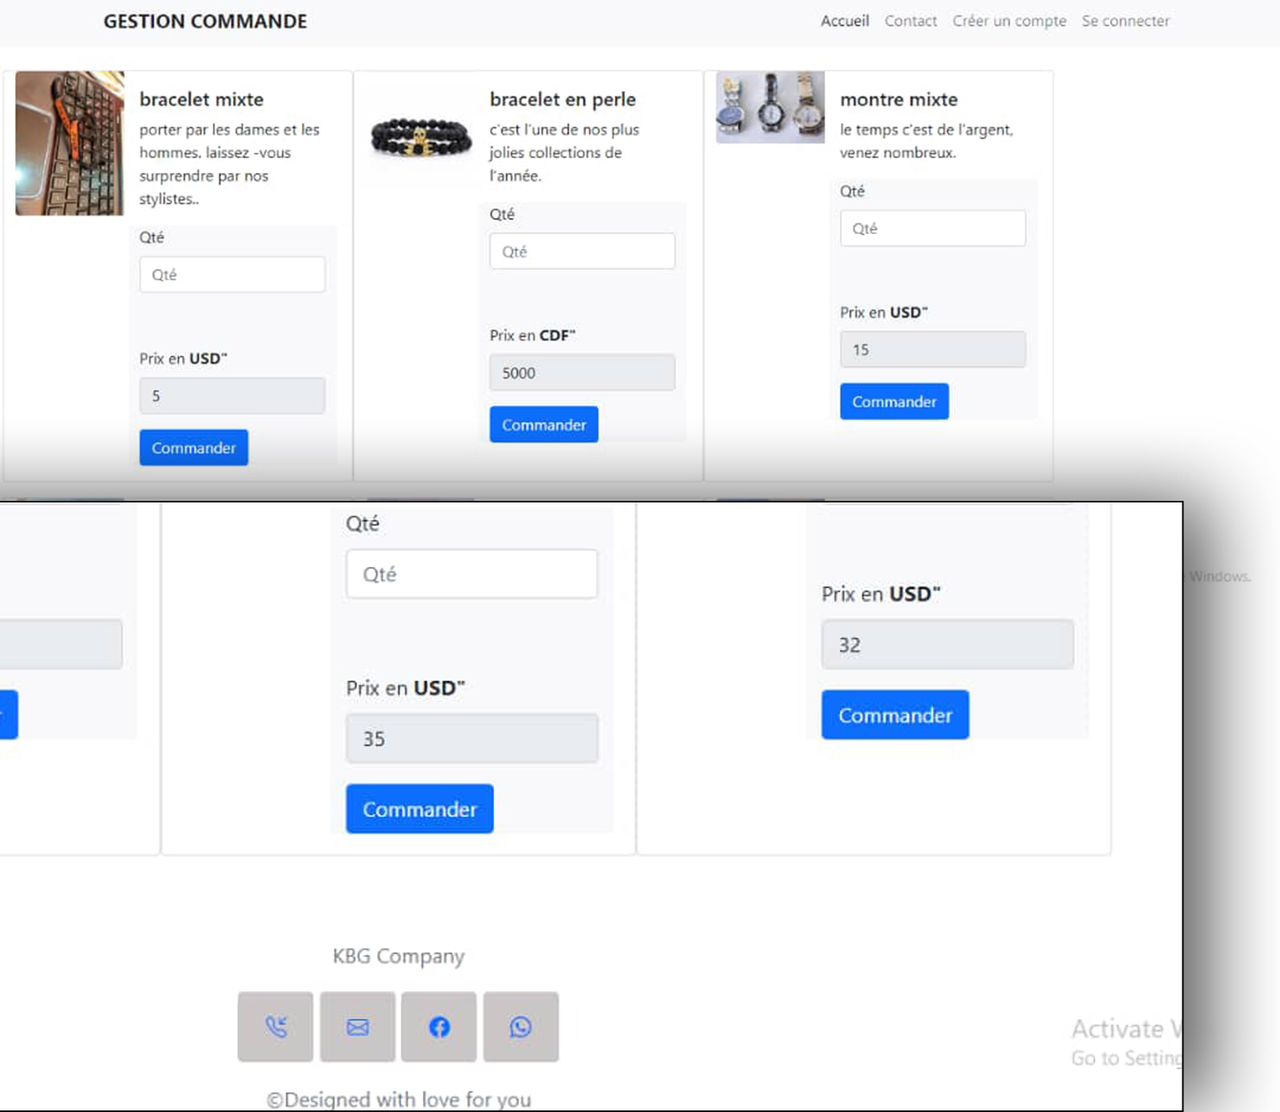 GESTION COMMANDE
Accueil Contact Créer un compte Se connecter
bracelet mixte
porter par les dames et les
hommes. laissez -vous
surprendre par nos
stylistes..
Qté
Qté
Prix en USD"
5
Commander
bracelet en perle
c'est l'une de nos plus
jolies collections de
l'année.
Qté
Qté
Prix en CDF"
5000
Commander
montre mixte
le temps c'est de l'argent,
venez nombreux.
Qté
Qté
Prix en USD"
15
Commander
Windows.
Qté
Qté
Prix en USD"
35
Commander
Prix en USD"
32
Commander
KBG Company
Activate
Go to Setting
©Designed with love for you